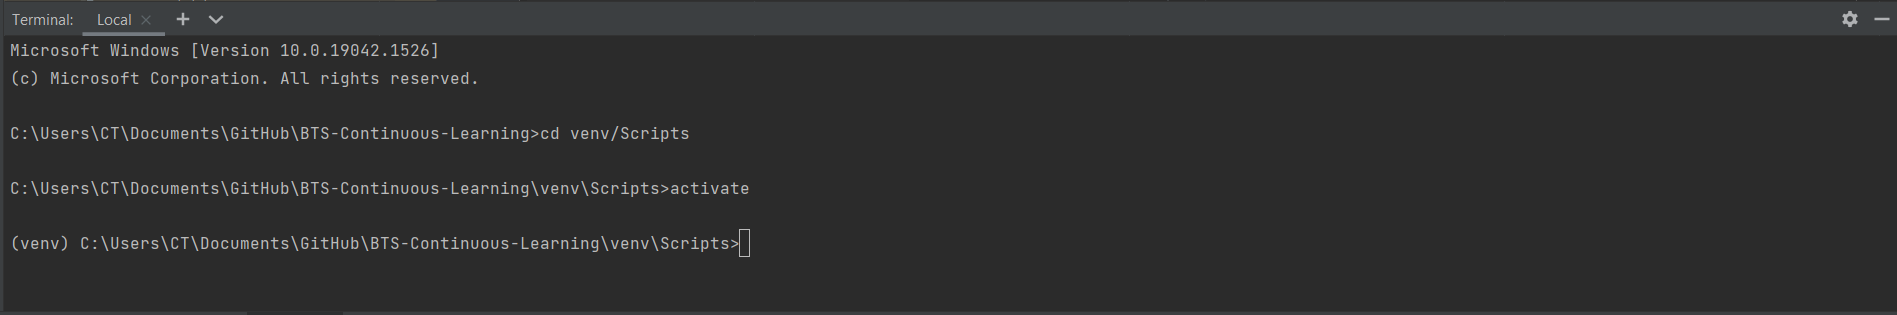 Terminal: Local
Microsoft Windows [Version 10.0.19042.1526]
(c) Microsoft Corporation. All rights reserved.
C:\Users\CT\Documents\GitHub\BTS-Continuous-Learning>cd venv/Scripts
C:\Users\CT\Documents\GitHub\BTS-Continuous-Learning\venv\Scripts>activate
(venv) C:\Users\CT\Documents\GitHub\BTS-Continuous-Learning\venv\Scripts>